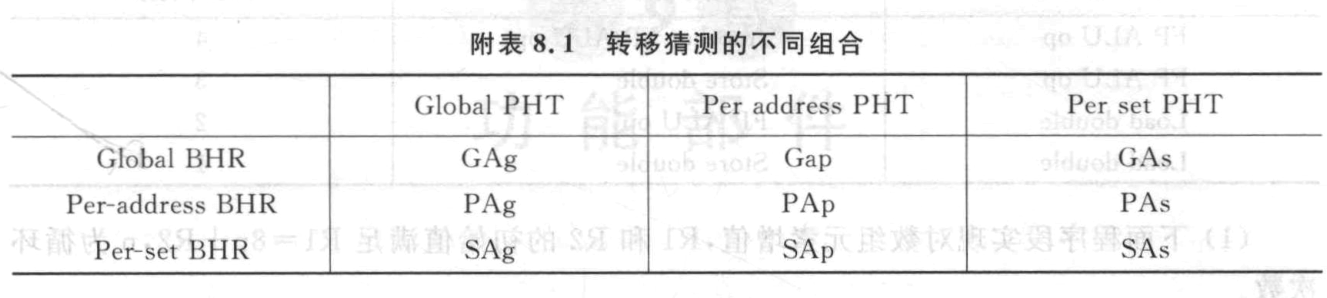 附表 8.1 转移猜测的不同组合
Global PHT Per address PHT Per set PHT
Global BHR GAg Gap GAs
Per-address BHR PAg PAp PAs
Per-set BHR SAg SAp SAs